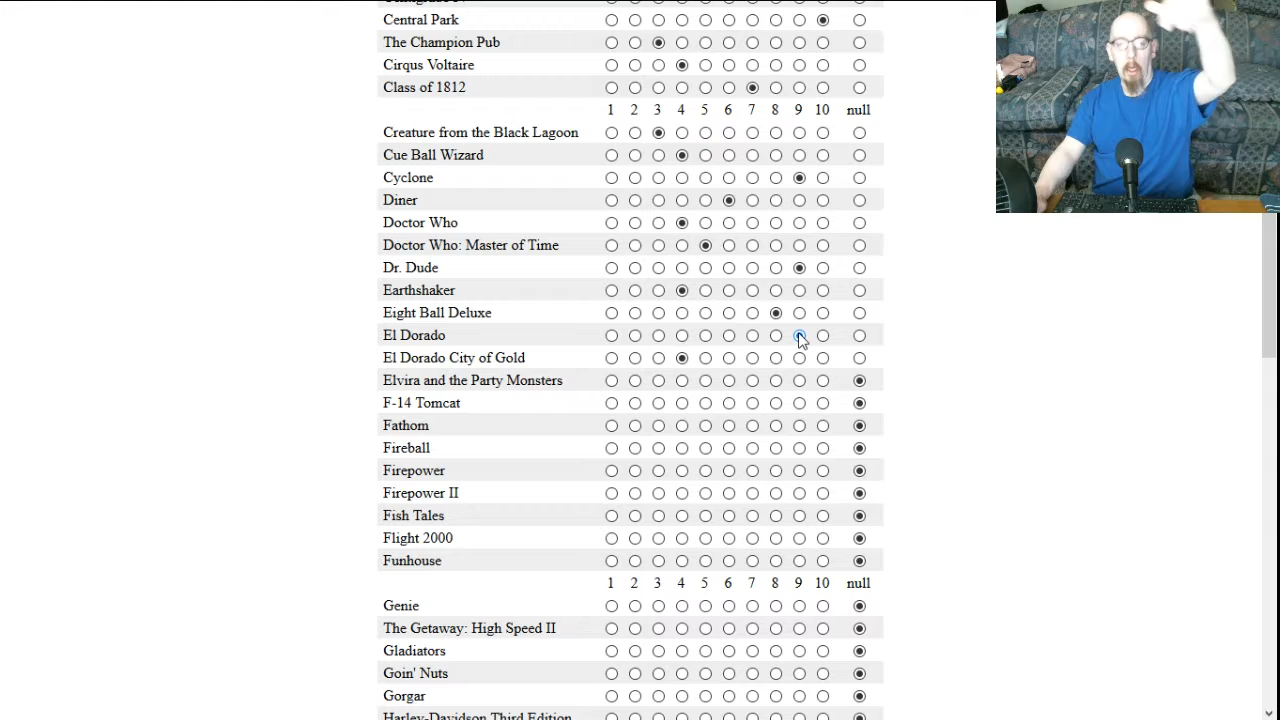 Central Park
The Champion Pub
Cirqus Voltaire
Class of 1812
1 2 3 4 5 6 7 8 9 10 null
Creature from the Black Lagoon
Cue Ball Wizard
Cyclone
Diner
Doctor Who
Doctor Who: Master of Time
Dr. Dude
Earthshaker
Eight Ball Deluxe
El Dorado
El Dorado City of Gold
Elvira and the Party Monsters
F-14 Tomcat
Fathom
Fireball
Firepower
Firepower II
Fish Tales
Flight 2000
Funhouse
1 2 3 4 5 6 7 8 9 10 null
Genie
The Getaway: High Speed II
Gladiators
Goin' Nuts
Gorgar
Harley-Davidson Third Edition